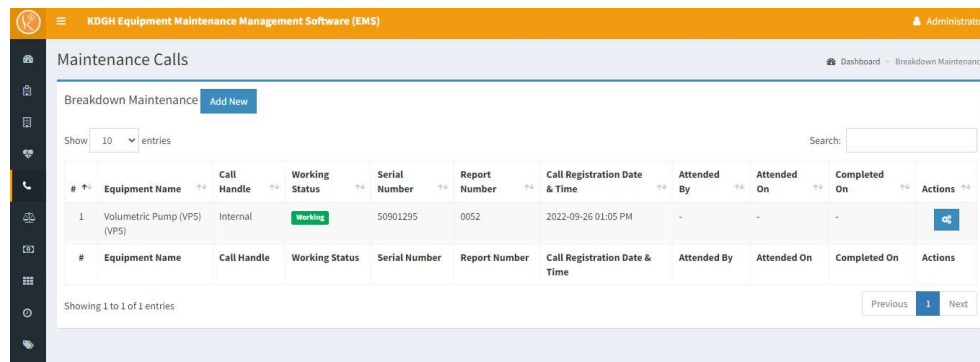 KDGH Equipment Maintenance Management Software (EMS)
Administrato
Maintenance Calls
Dashboard
Breakdown Maintenanc
Breakdown Maintenance Add New
Show 10 entries
Search:
# Equipment Name Call Handle Working Status Serial Number Report Number Call Registration Date & Time Attended By Attended On Completed On Actions
1 Volumetric Pump (VP5) (VP5) Internal Working 50901295 0052 2022-09-26 01:05 PM - - -
# Equipment Name Call Handle Working Status Serial Number Report Number Call Registration Date & Time Attended By Attended On Completed On Actions
Showing 1 to 1 of 1 entries
Previous 1 Next